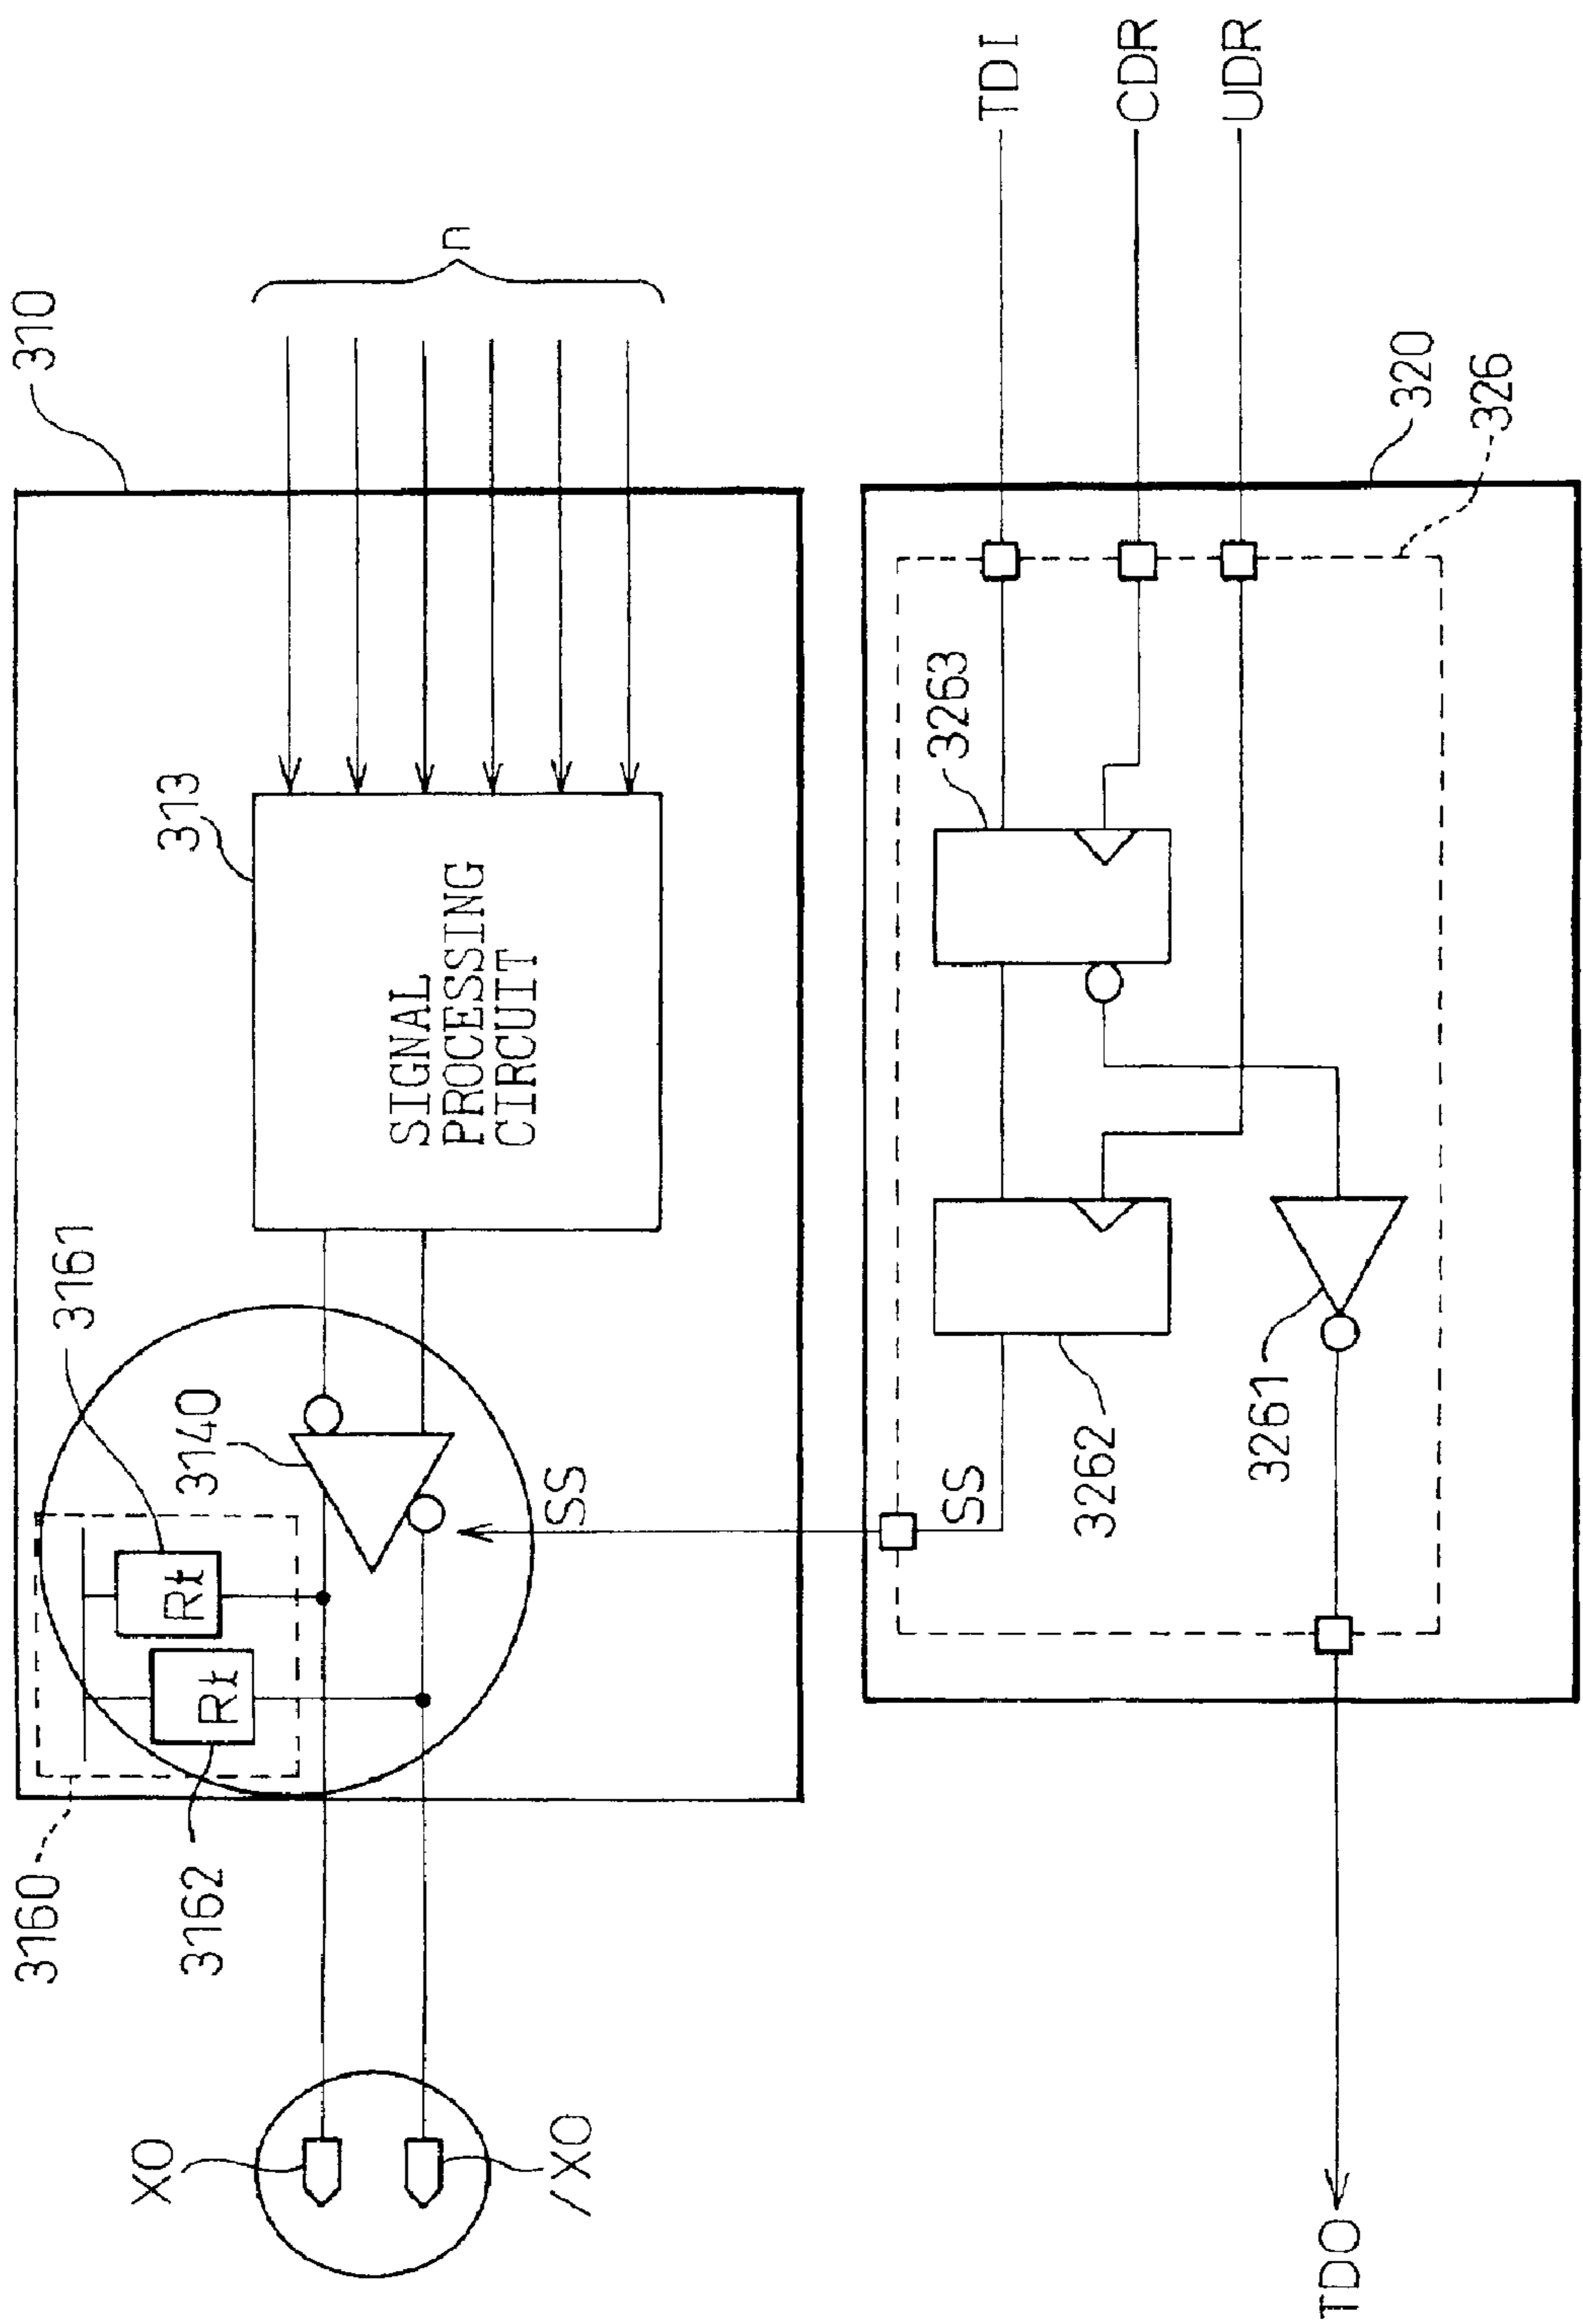 310
n
313
SIGNAL
PROCESSING
CIRCUIT
3161
3140
Rt
Rt
3160
3162
XO
/XO
SS
TDI
CDR
UDR
320
326
3263
3262
SS
3261
TDO